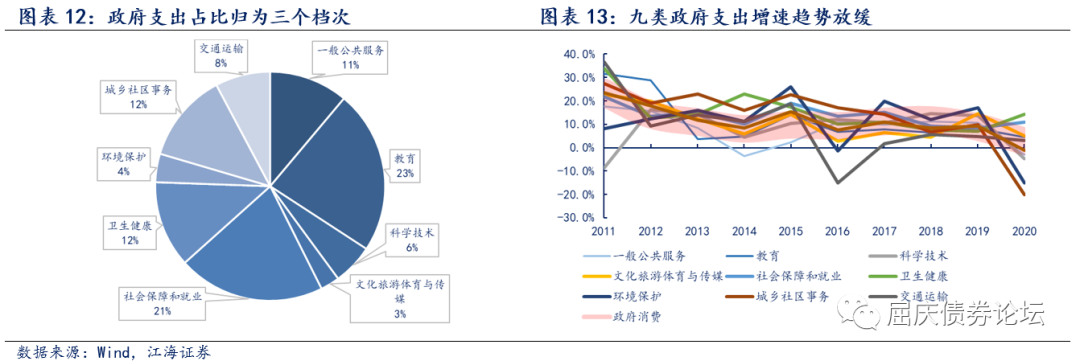 图表 12：政府支出占比归为三个档次
交通运输
8%
一般公共服务
11%
城乡社区事务
12%
教育
23%
环境保护
4%
卫生健康
12%
科学技术
6%
社会保障和就业
21%
文化旅游体育与传
媒
3%
图表 13：九类政府支出增速趋势放缓
40.0%
30.0%
20.0%
10.0%
0.0%
-10.0%
-20.0%
-30.0%
2011 2012 2013 2014 2015 2016 2017 2018 2019 2020
一般公共服务 教育 科学技术
文化旅游体育与传媒 社会保障和就业 卫生健康
环境保护 城乡社区事务 交通运输
政府消费
屈庆债券论坛
数据来源：Wind，江海证券